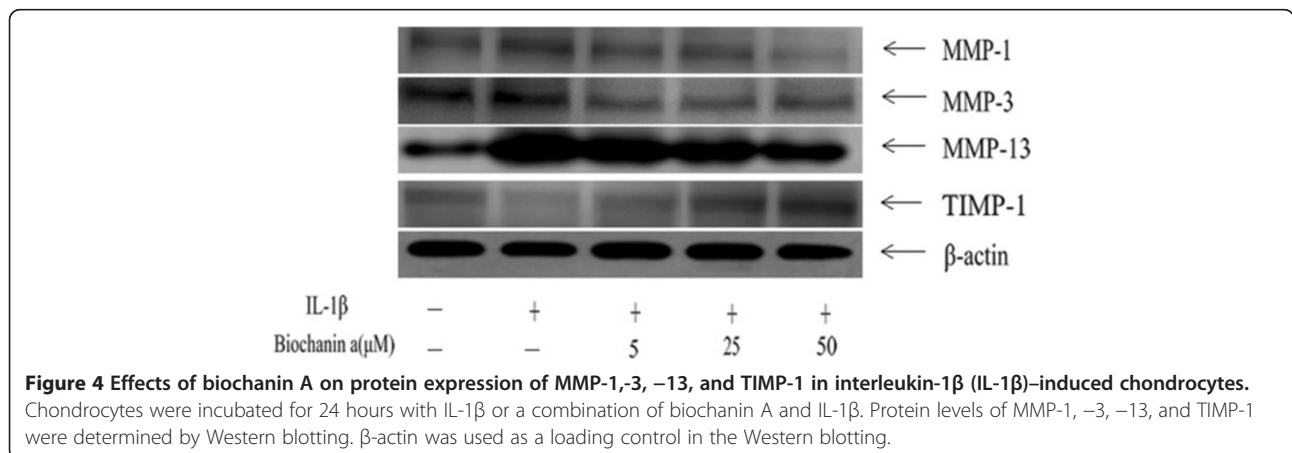 ← MMP-1
← MMP-3
← MMP-13
← TIMP-1
← β-actin
IL-1β − + + + +
Biochanin a(μM) − − 5 25 50
Figure 4 Effects of biochanin A on protein expression of MMP-1,-3, −13, and TIMP-1 in interleukin-1β (IL-1β)–induced chondrocytes.
Chondrocytes were incubated for 24 hours with IL-1β or a combination of biochanin A and IL-1β. Protein levels of MMP-1, −3, −13, and TIMP-1
were determined by Western blotting. β-actin was used as a loading control in the Western blotting.